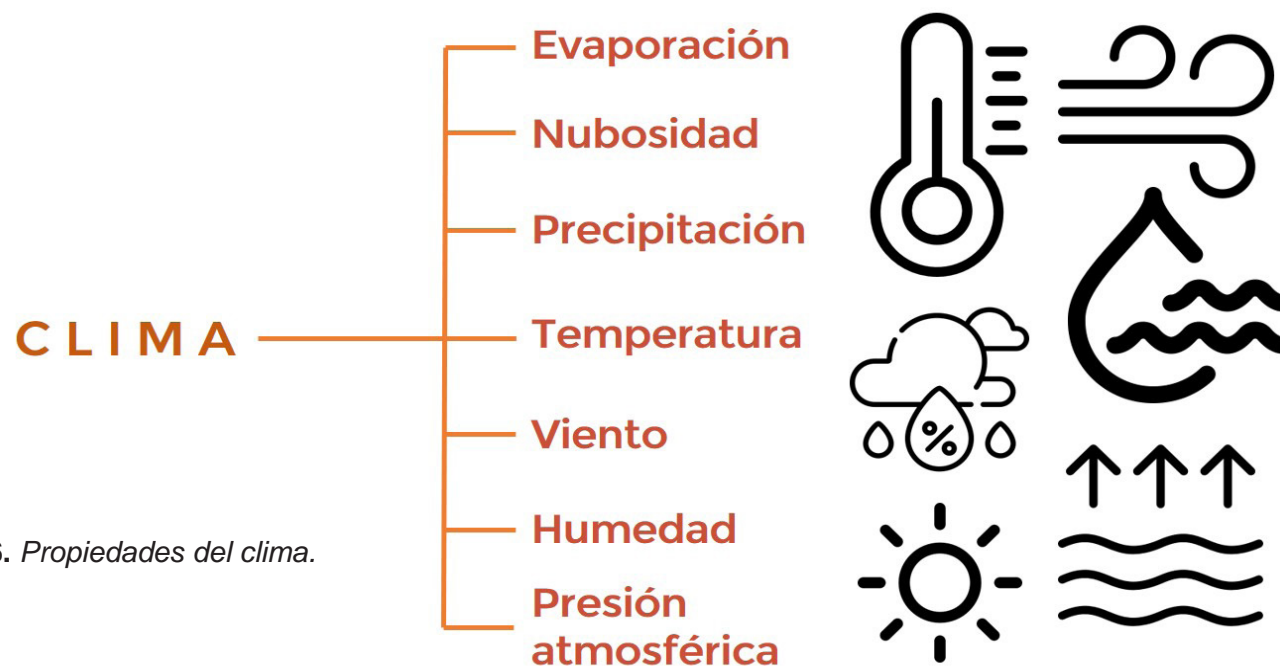 Evaporación
Nubosidad
Precipitación
CLIMA
Temperatura
Viento
Humedad
. Propiedades del clima.
Presión
atmosférica
%